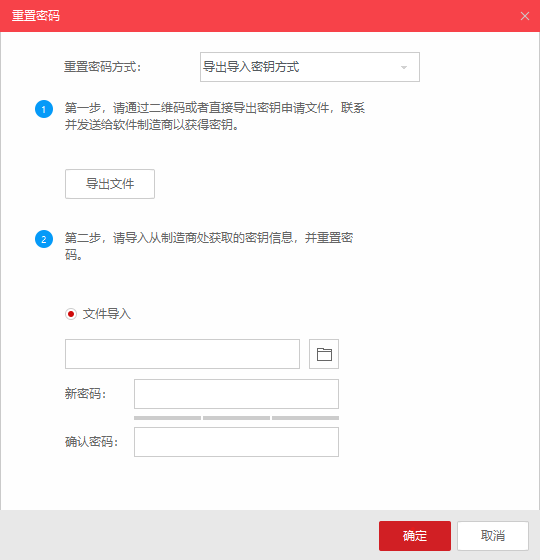 重置密码
重置密码方式：
导出导入密钥方式
1
第一步，请通过二维码或者直接导出密钥申请文件，联系
并发送给软件制造商以获得密钥。
导出文件
2
第二步，请导入从制造商处获取的密钥信息，并重置密
码。
文件导入
新密码：
确认密码：
确定
取消